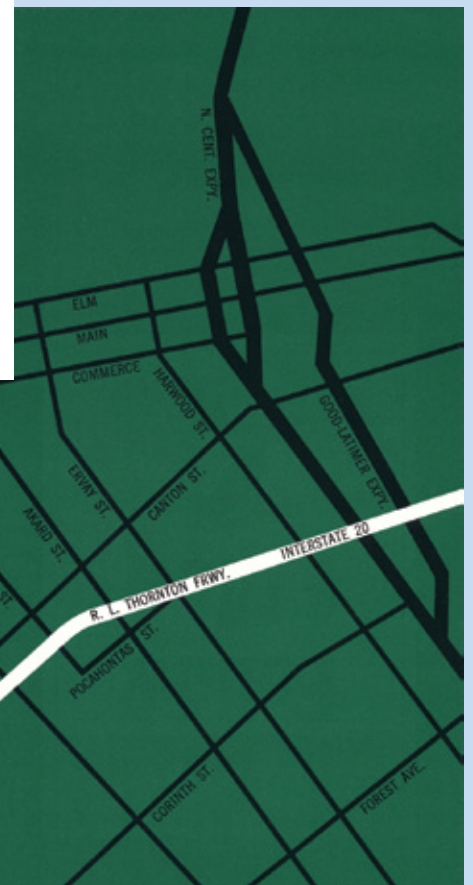 N. CENT. EXPY.
ELM
MAIN
COMMERCE
HARWOOD ST.
GOOD-LATIMER EXPY.
ERVAY ST.
CANTON ST.
AKARD ST.
INTERSTATE 20
R. L. THORNTON FRWY.
ST.
POCAHONTAS ST.
CORINTH ST.
FOREST AVE.